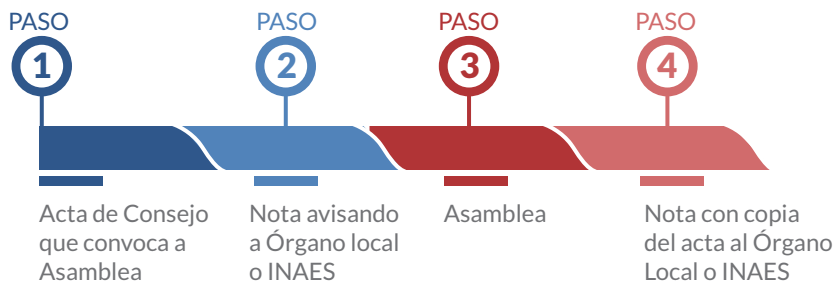 PASO
1
Acta de Consejo
que convoca a
Asamblea
PASO
2
Nota avisando
a Órgano local
o INAES
PASO
3
Asamblea
PASO
4
Nota con copia
del acta al Órgano
Local o INAES